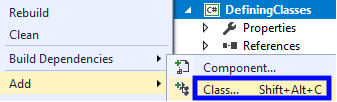 Rebuild
Clean
Build Dependencies
Add
C# DefiningClasses
Properties
References
Component...
Class... Shift+Alt+C